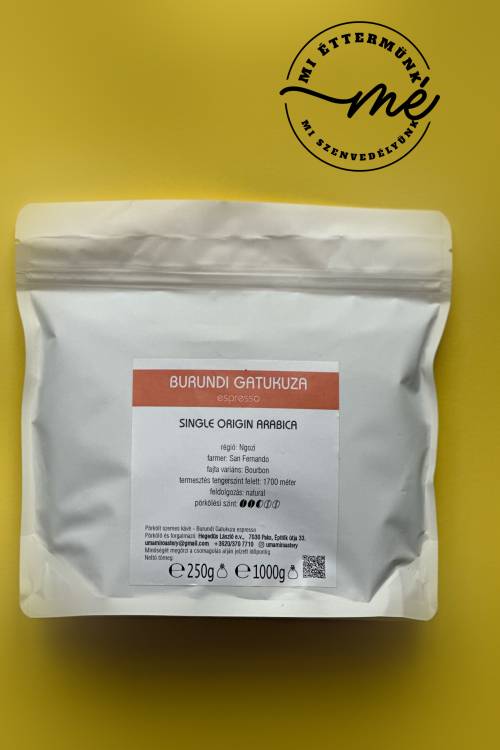 MI ÉTTERMÜNK
mé
MI SZENVEDÉLYÜNK
BURUNDI GATUKUZA
espresso
SINGLE ORIGIN ARABICA
régió: Ngozi
farmer: San Fernando
fajta variáns: Bourbon
termesztés tengerszint felett: 1700 méter
feldolgozás: natural
pörkölési szint:
Pörkölt szemes kávé - Burundi Gatukuza espresso
Pörkölő és forgalmazó: Hegedűs László e.v., 7030 Paks, Építők útja 33.
umamiroastery@gmail.com +3620/370 7710 umamiroastery
Minőségét megőrzi a csomagolás alján jelzett időpontig
Nettó tömeg:
℮250g ℮1000g